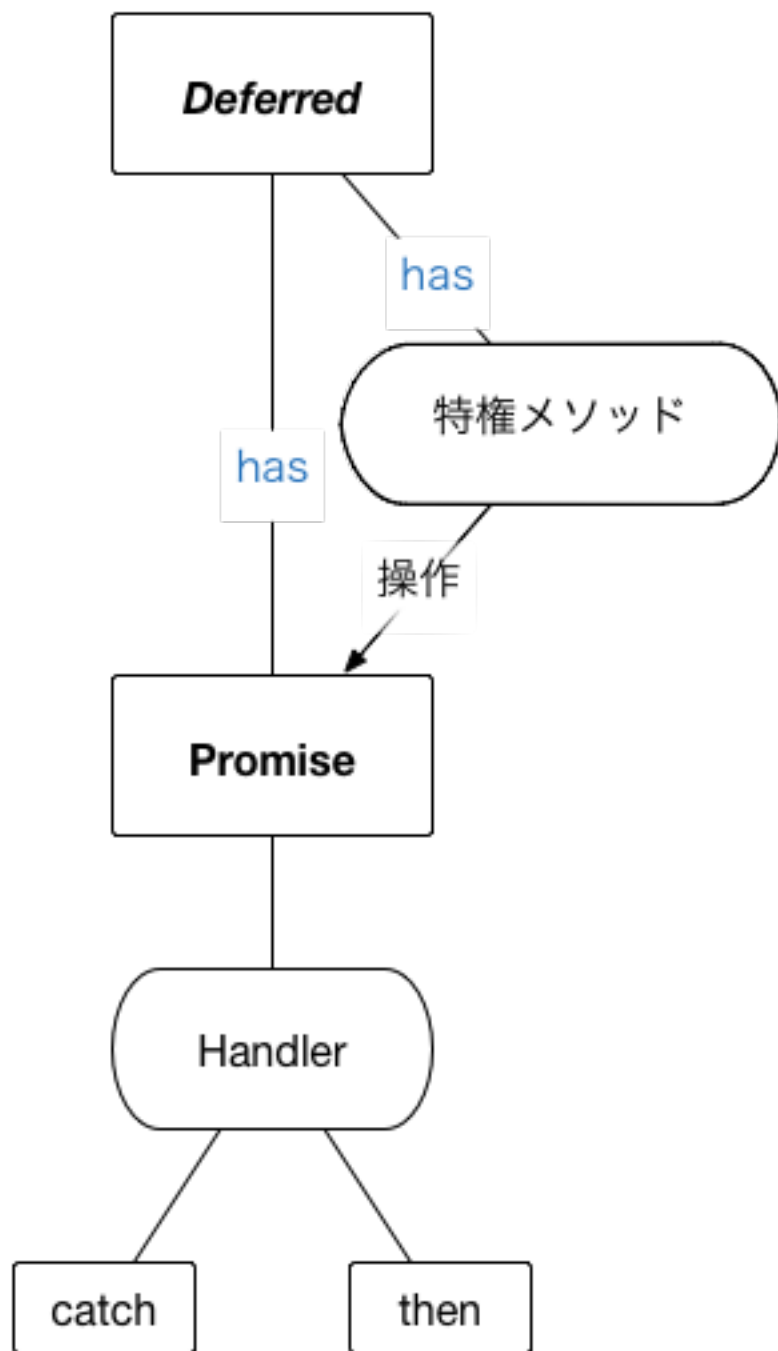 Deferred
has
特権メソッド
has
操作
Promise
Handler
catch
then